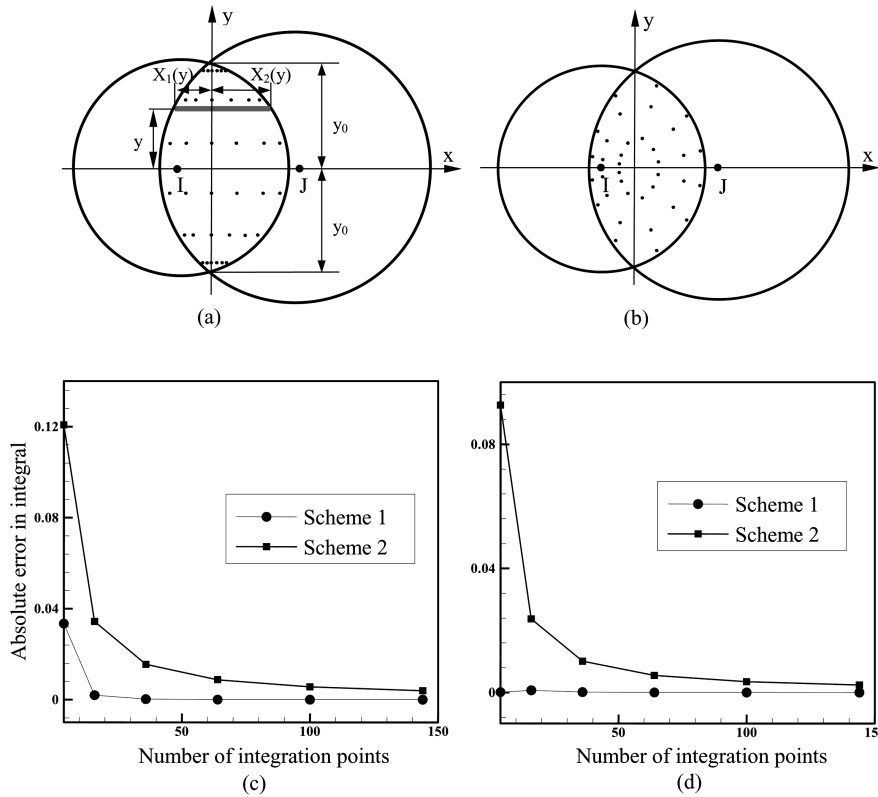 y
X₁(y) X₂(y)
y
y₀
x
I
J
y₀
(a)
y
x
I
J
(b)
Absolute error in integral
0.12
0.08
0.04
0
50
100
150
Scheme 1
Scheme 2
Number of integration points
(c)
0.08
0.04
0
50
100
15
Scheme 1
Scheme 2
Number of integration points
(d)